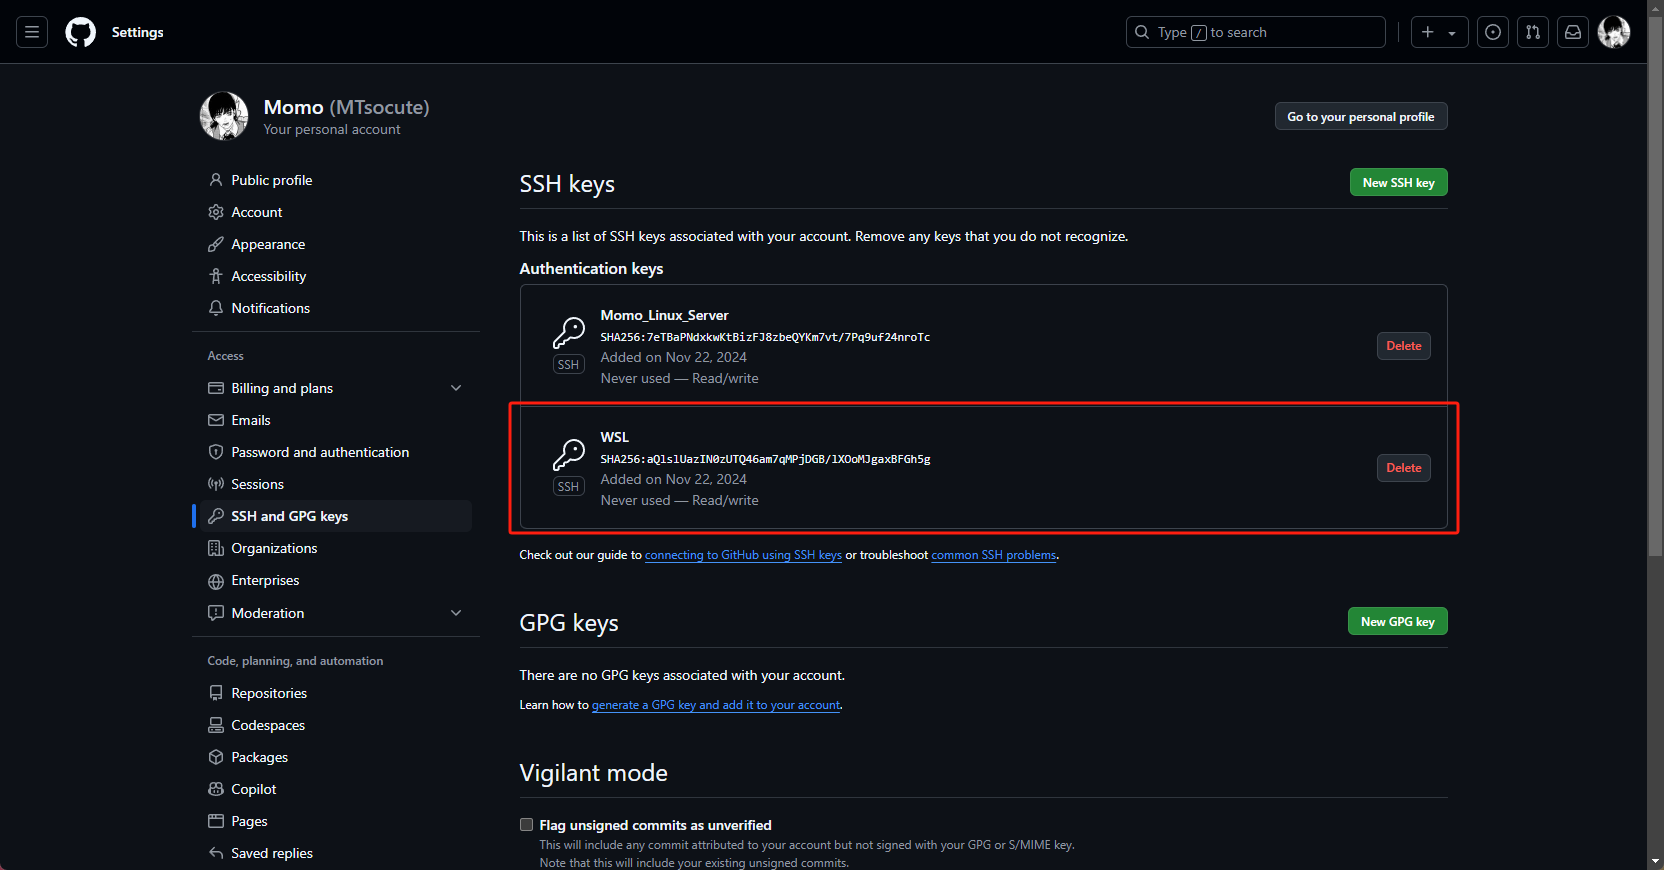 Settings
Type / to search
Momo (MTsocute)
Your personal account
Go to your personal profile
Public profile
Account
Appearance
Accessibility
Notifications
Access
Billing and plans
Emails
Password and authentication
Sessions
SSH and GPG keys
Organizations
Enterprises
Moderation
Code, planning, and automation
Repositories
Codespaces
Packages
Copilot
Pages
Saved replies
SSH keys
New SSH key
This is a list of SSH keys associated with your account. Remove any keys that you do not recognize.
Authentication keys
Momo_Linux_Server
SHA256:7eTBaPNdxkwKtBizFJ8zbeQYKm7vt/7Pq9uf24nroTc
Added on Nov 22, 2024
Never used — Read/write
SSH
Delete
WSL
SHA256:aQlslUazIN0zUTQ46am7qMPjDGB/lXOoMJgaxBFGh5g
Added on Nov 22, 2024
Never used — Read/write
SSH
Delete
Check out our guide to connecting to GitHub using SSH keys or troubleshoot common SSH problems.
GPG keys
New GPG key
There are no GPG keys associated with your account.
Learn how to generate a GPG key and add it to your account.
Vigilant mode
Flag unsigned commits as unverified
This will include any commit attributed to your account but not signed with your GPG or S/MIME key.
Note that this will include your existing unsigned commits.